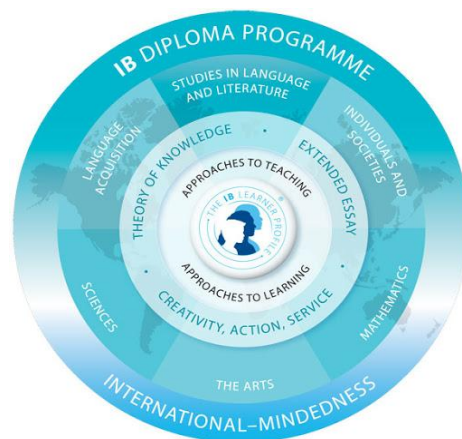 IB DIPLOMA PROGRAMME
STUDIES IN LANGUAGE
AND LITERATURE
LANGUAGE
ACQUISITION
INDIVIDUALS AND
SOCIETIES
THEORY OF KNOWLEDGE
EXTENDED ESSAY
APPROACHES TO TEACHING
THE IB LEARNER PROFILE
APPROACHES TO LEARNING
CREATIVITY, ACTION, SERVICE
SCIENCES
MATHEMATICS
THE ARTS
INTERNATIONAL-MINDEDNESS